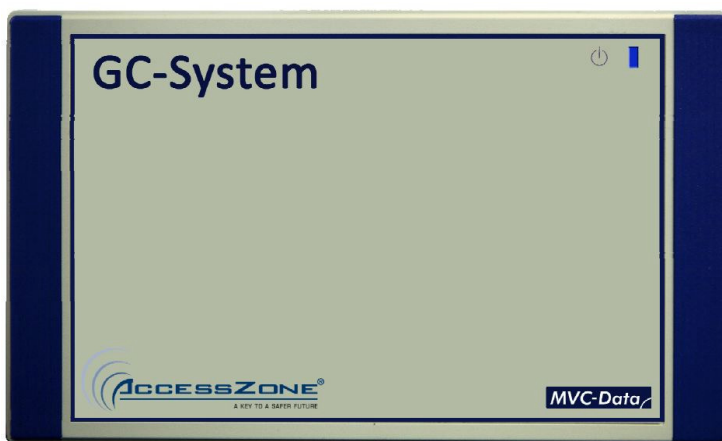 GC-System
ACCESSZONE®
A KEY TO A SAFER FUTURE
MVC-Data